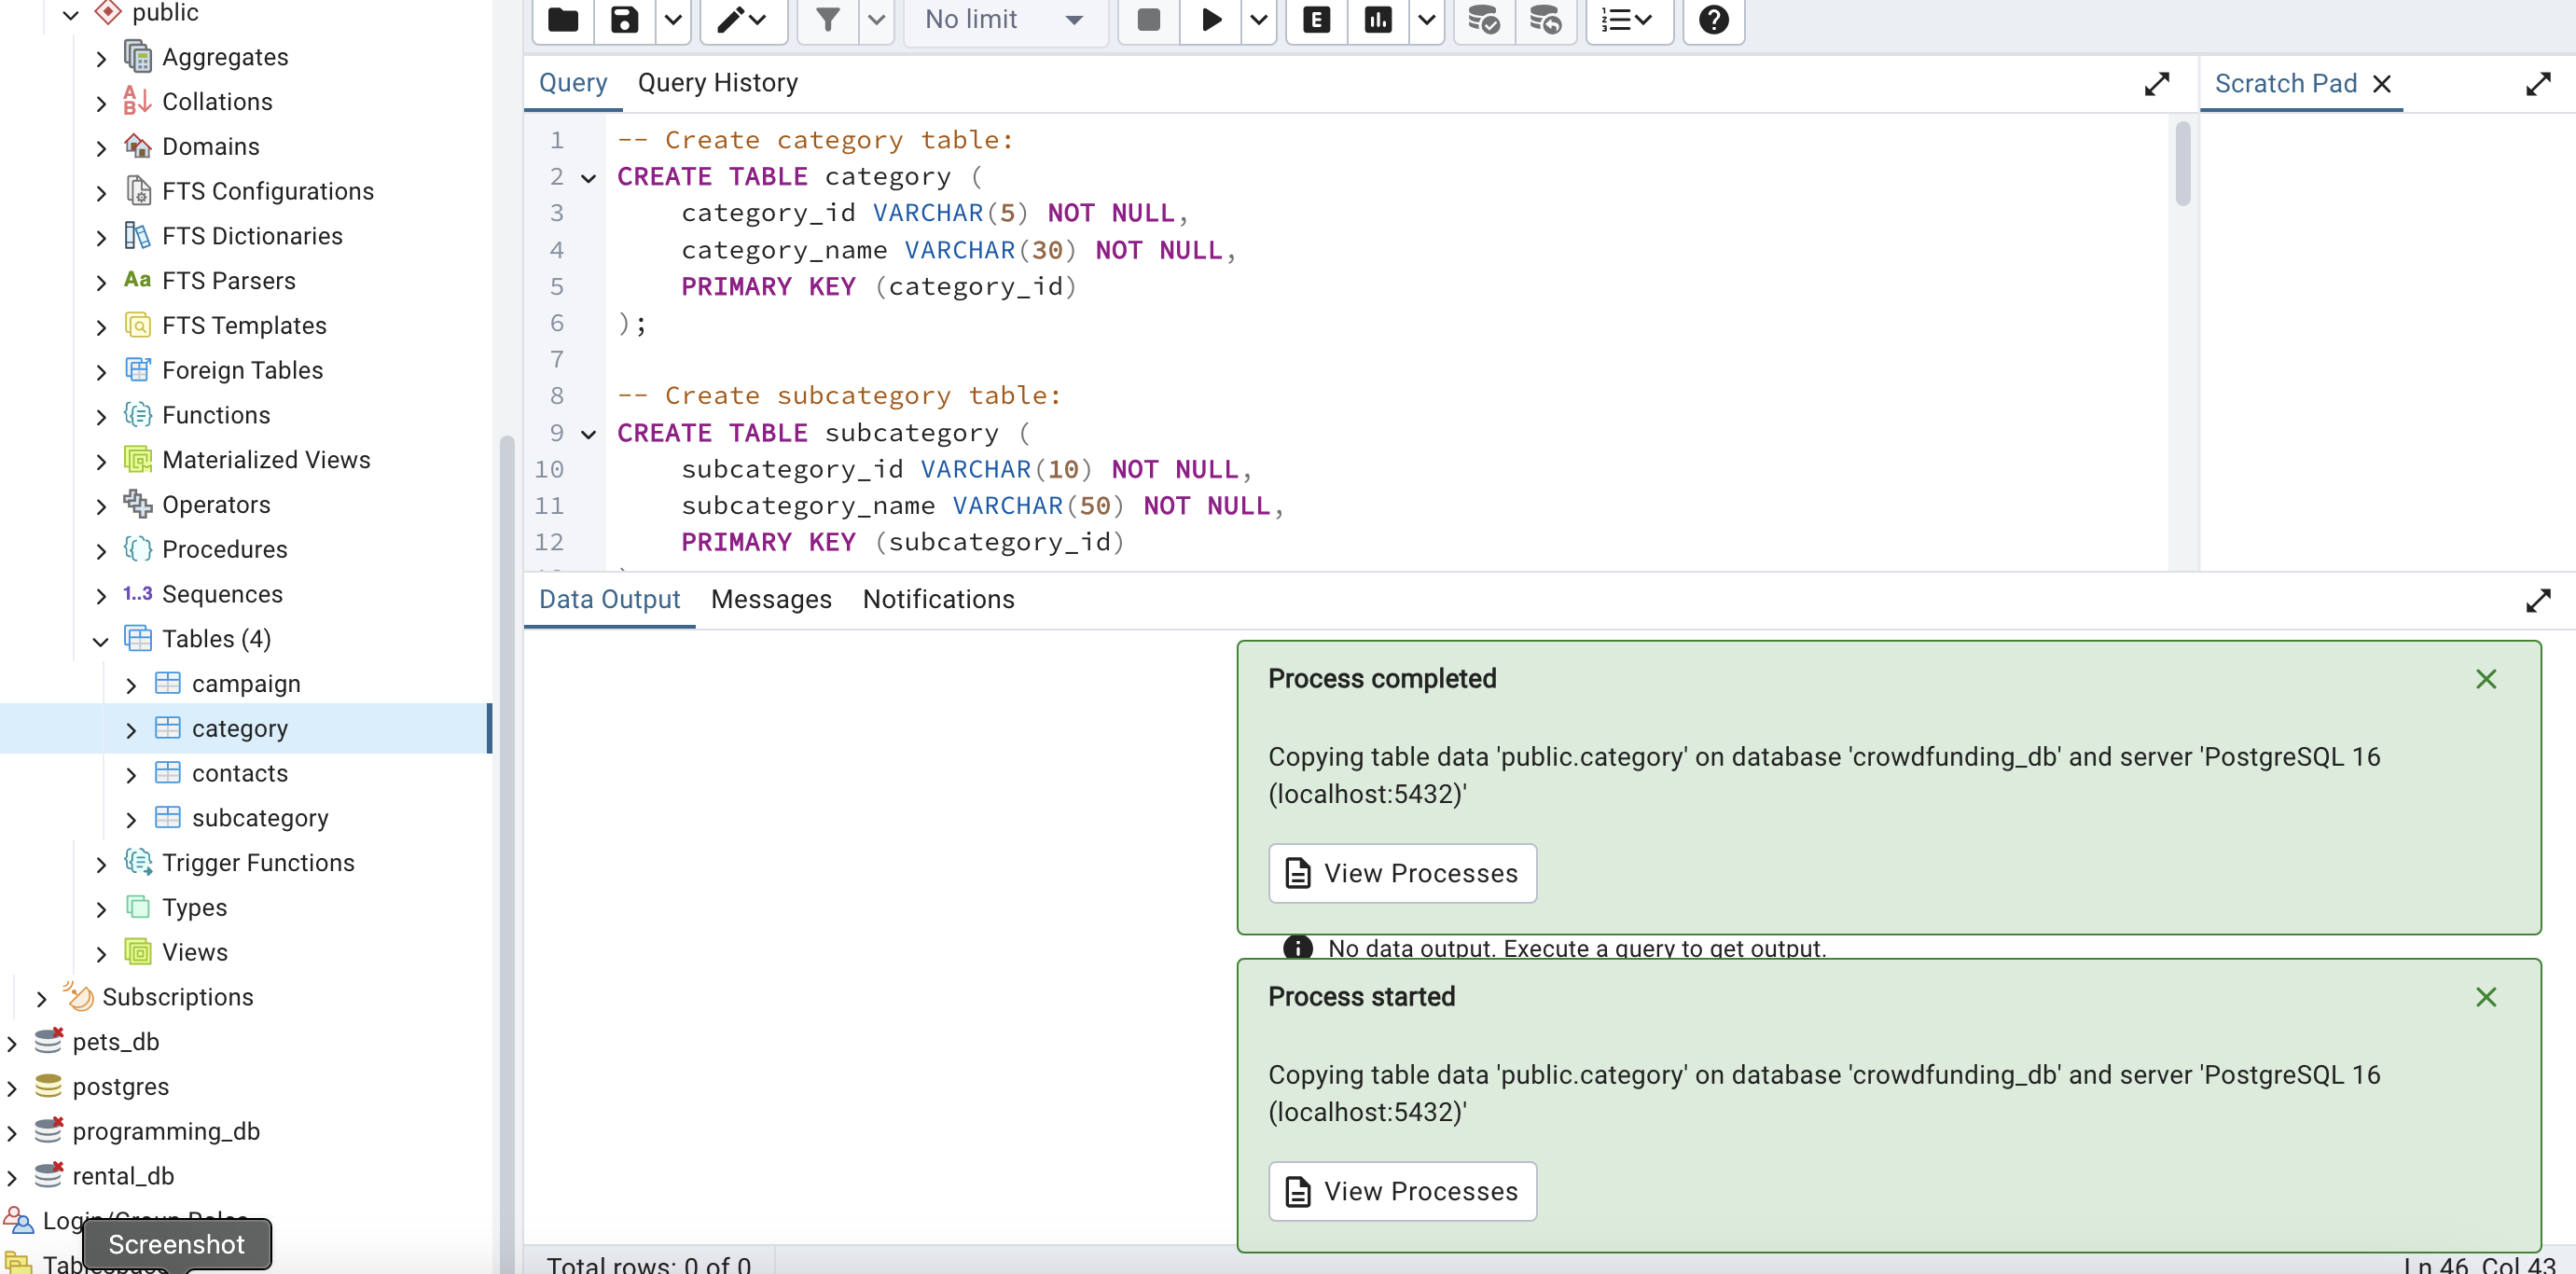 public
Aggregates
Collations
Domains
FTS Configurations
FTS Dictionaries
Aa FTS Parsers
FTS Templates
Foreign Tables
Functions
Materialized Views
Operators
Procedures
1..3 Sequences
Tables (4)
campaign
category
contacts
subcategory
Trigger Functions
Types
Views
Subscriptions
pets_db
postgres
programming_db
rental_db
Screenshot
No limit
E
Query Query History
Scratch Pad
1 -- Create category table:
2 CREATE TABLE category (
3 category_id VARCHAR(5) NOT NULL,
4 category_name VARCHAR(30) NOT NULL,
5 PRIMARY KEY (category_id)
6 );
7
8 -- Create subcategory table:
9 CREATE TABLE subcategory (
10 subcategory_id VARCHAR(10) NOT NULL,
11 subcategory_name VARCHAR(50) NOT NULL,
12 PRIMARY KEY (subcategory_id)
Data Output Messages Notifications
Process completed
Copying table data 'public.category' on database 'crowdfunding_db' and server 'PostgreSQL 16
(localhost:5432)'
View Processes
No data output. Execute a query to get output.
Process started
Copying table data 'public.category' on database 'crowdfunding_db' and server 'PostgreSQL 16
(localhost:5432)'
View Processes
Total rows: 0 of 0
Ln 46, Col 43